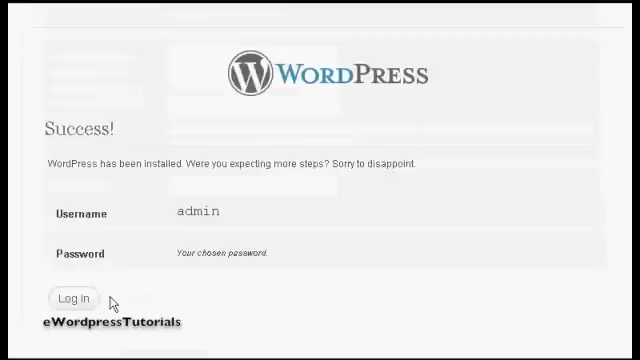 WORDPRESS
Success!
WordPress has been installed. Were you expecting more steps? Sorry to disappoint.
Username admin
Password Your chosen password.
Log In
eWordpressTutorials